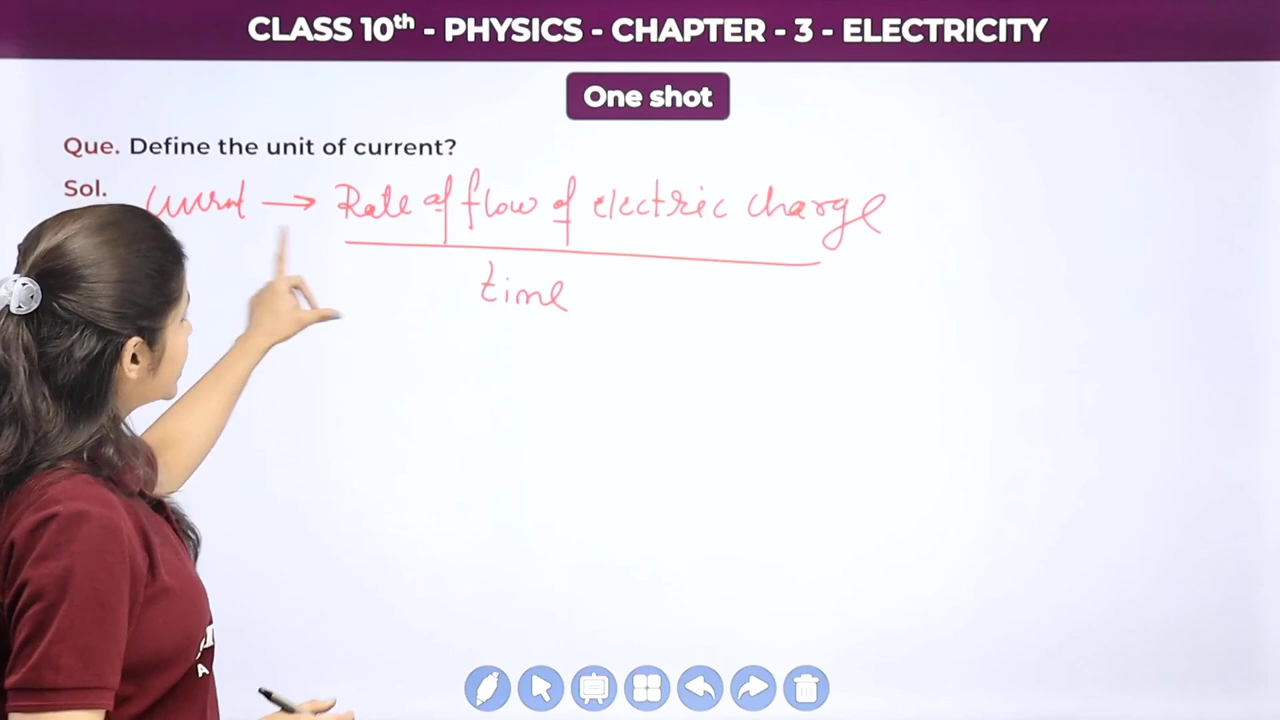 CLASS 10th - PHYSICS - CHAPTER - 3 - ELECTRICITY
One shot
Que. Define the unit of current?
Sol. Current → Rate of flow of electric charge
time